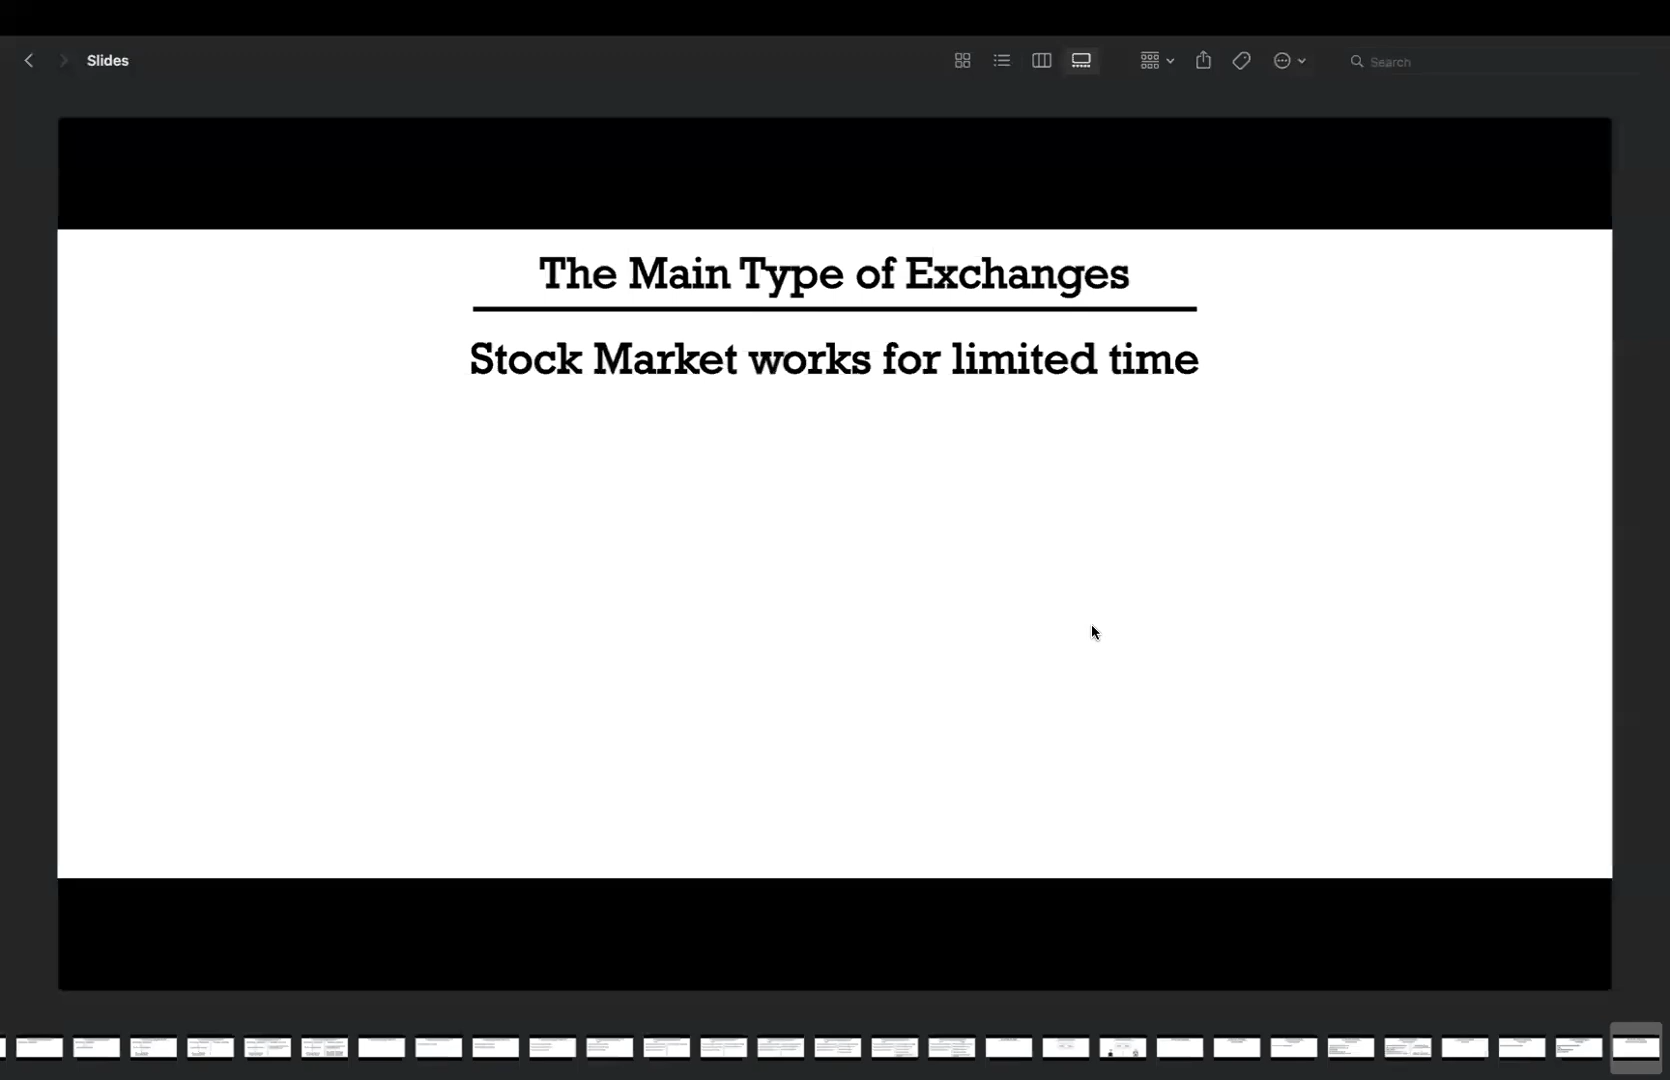 Slides
Search
The Main Type of Exchanges
Stock Market works for limited time